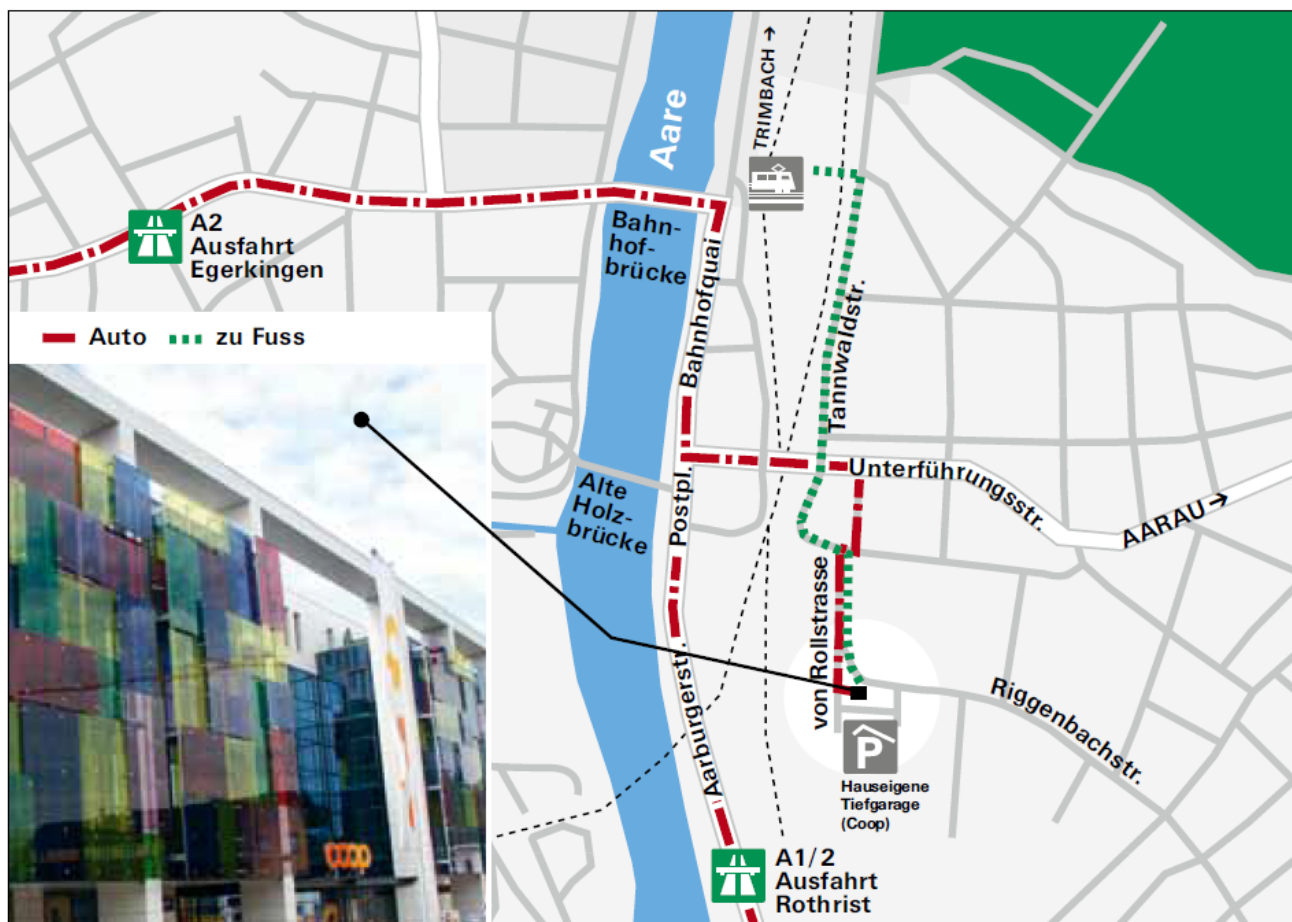 TRIMBACH →
Aare
A2
Ausfahrt
Egerkingen
Bahn-
hof-
brücke
Bahnhofquai
Tannwaldstr.
Auto
zu Fuss
Unterführungsstr.
AARAU →
Alte
Holz-
brücke
Postpl.
von Rollstrasse
Riggenbachstr.
Aarburgerstr.
P
Hauseigene
Tiefgarage
(Coop)
coop
A1/2
Ausfahrt
Rothrist